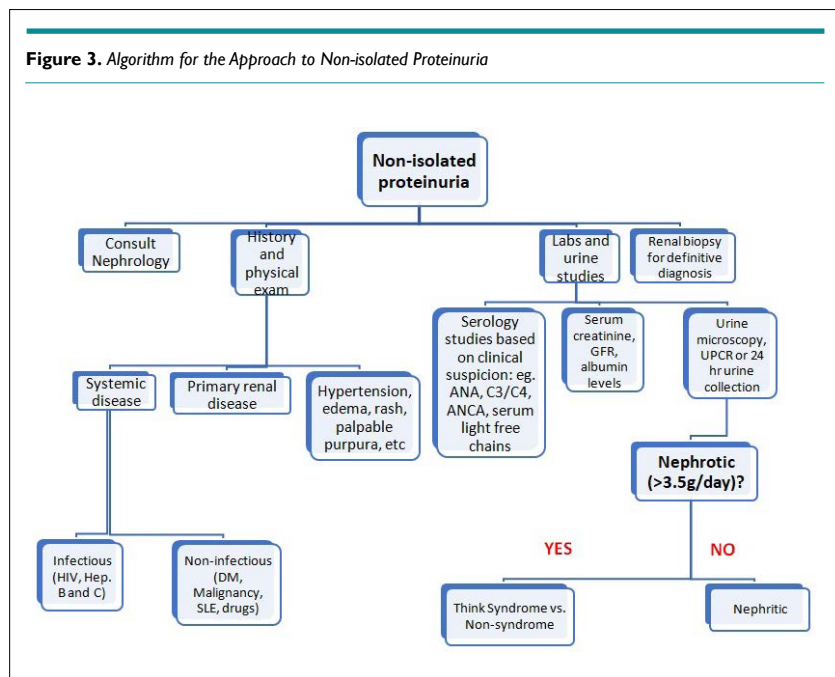 Figure 3. Algorithm for the Approach to Non-isolated Proteinuria
Non-isolated
proteinuria
Consult
Nephrology
History
and
physical
exam
Labs and
urine
studies
Renal biopsy
for definitive
diagnosis
Systemic
disease
Primary renal
disease
Hypertension,
edema, rash,
palpable
purpura, etc
Serology
studies based
on clinical
suspicion: eg.
ANA, C3/C4,
ANCA, serum
light free
chains
Serum
creatinine,
GFR,
albumin
levels
Urine
microscopy,
UPCR or 24
hr urine
collection
Infectious
(HIV, Hep.
B and C)
Non-infectious
(DM,
Malignancy,
SLE, drugs)
Nephrotic
(>3.5g/day)?
YES
NO
Think Syndrome vs.
Non-syndrome
Nephritic